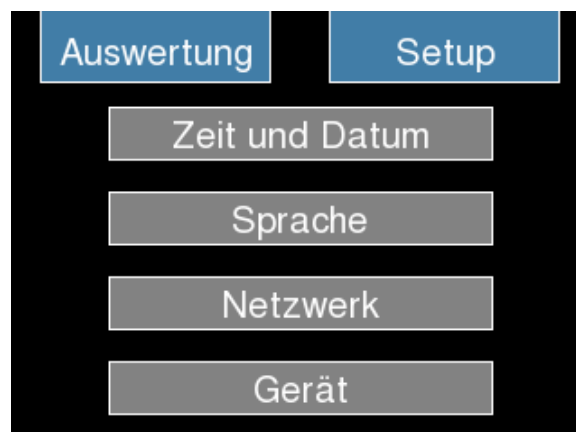 Auswertung Setup
Zeit und Datum
Sprache
Netzwerk
Gerät